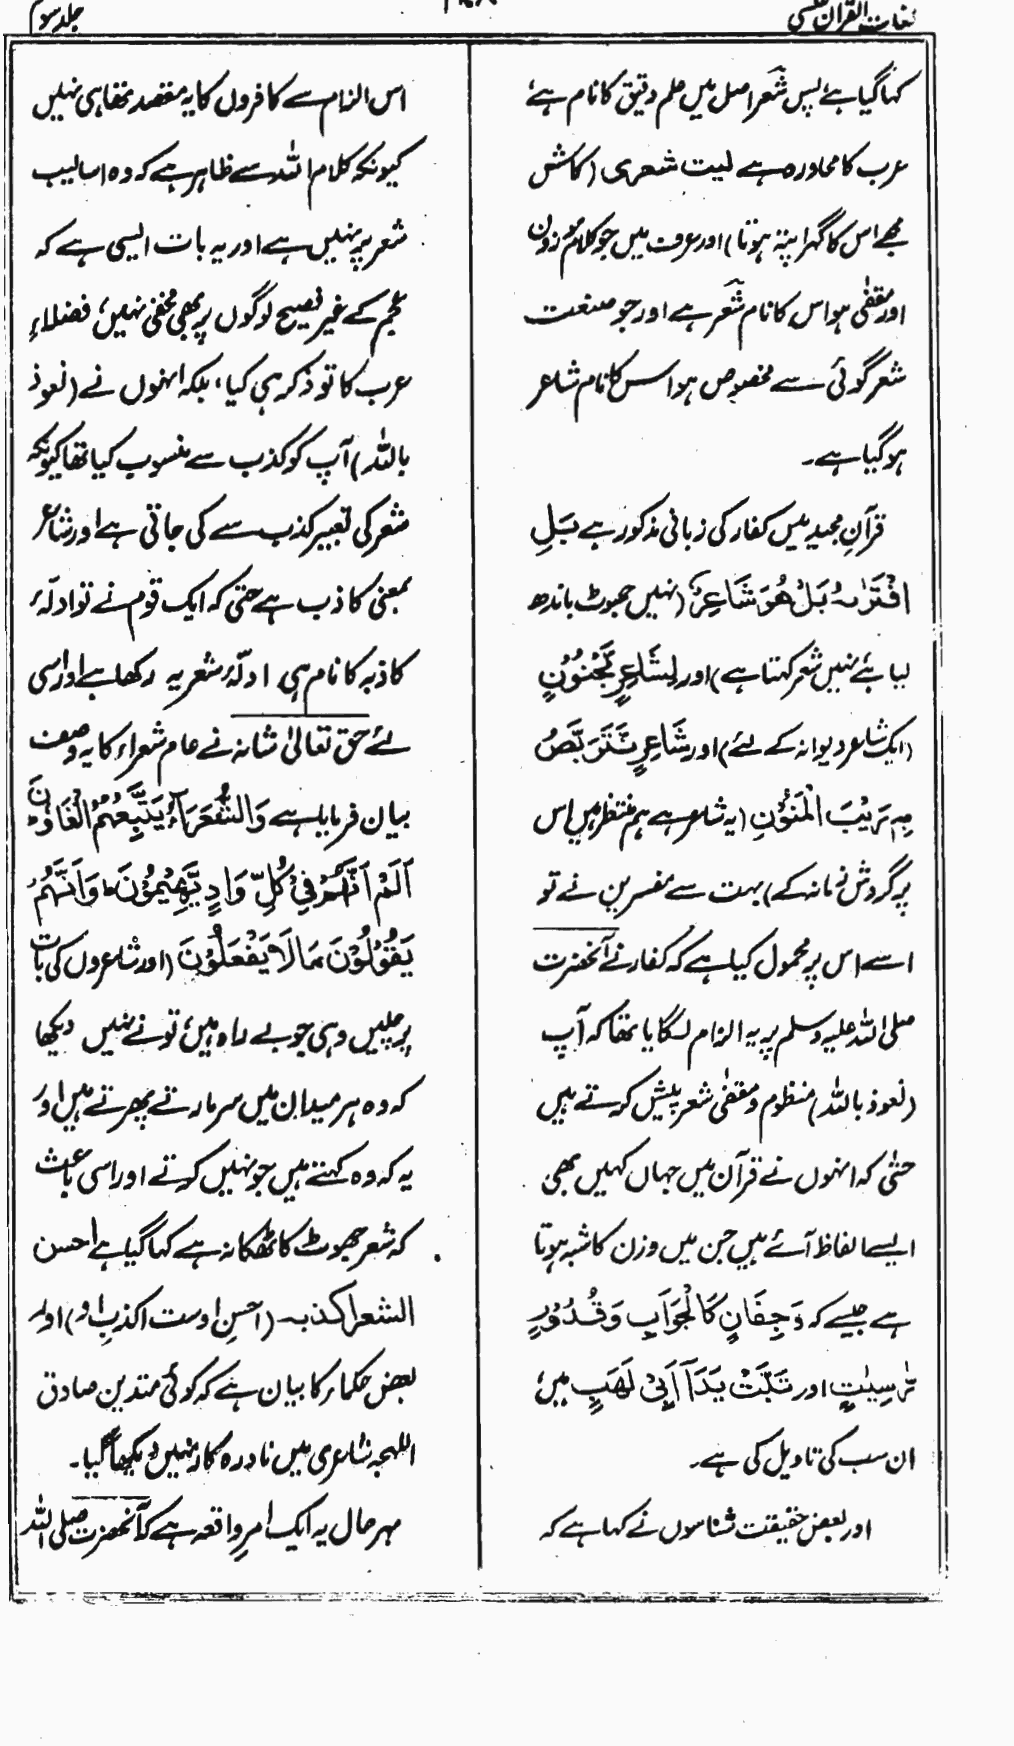 لغات القرآن
جلد سوم
کہا گیا ہے پس شعر اصل میں علم دقیق کا نام ہے
عرب کا محاورہ ہے لیت شعری (کاش
مجھے اس کا گہرا پتہ ہوتا) اور عرف میں جو کلام موزون
اور مقفٰی ہو اس کا نام شعر ہے اور جو صنعت
شعر گوئی سے مخصوص ہو اس کا نام شاعر
ہو گیا ہے۔
قرآنِ مجید میں کفار کی زبانی مذکور ہے بَلِ
افْتَرٰىهُ بَلْ هُوَ شَاعِرٌ (نہیں جھوٹ باندھ
لیا ہے نہیں شعر کہتا ہے) اور لِشَاعِرٍ مَّجْنُوْنٍ
(ایک شاعر دیوانہ کے لئے) اور شَاعِرٌ نَّتَرَبَّصُ
بِهٖ رَيْبَ الْمَنُوْنِ (یہ شاعر ہے ہم منتظر ہیں اس
پر گردش زمانہ کے) بہت سے مفسرین نے تو
اسے اس پر محمول کیا ہے کہ کفار نے آنحضرت
صلی اللہ علیہ وسلم پر یہ الزام لگایا تھا کہ آپ
(نعوذ باللہ) منظوم و مقفٰی شعر پیش کرتے ہیں
حتٰی کہ انہوں نے قرآن میں جہاں کہیں بھی
ایسے الفاظ آئے ہیں جن میں وزن کا شبہ ہوتا
ہے جیسے کہ وَجِفَانٍ كَالْجَوَابِ وَقُدُوْرٍ
رّٰسِيٰتٍ اور تَبَّتْ يَدَآ اَبِيْ لَهَبٍ ہیں،
ان سب کی تاویل کی ہے۔
اور بعض حقیقت شناسوں نے کہا ہے کہ
اس الزام سے کافروں کا یہ مقصد تھا ہی نہیں
کیونکہ کلام اللہ سے ظاہر ہے کہ وہ اسالیب
شعر پر نہیں ہے اور یہ بات ایسی ہے کہ
عجم کے غیر فصیح لوگوں پر بھی مخفی نہیں، فضلاءِ
عرب کا تو ذکر ہی کیا، بلکہ انہوں نے (نعوذ
باللہ) آپ کو کذب سے منسوب کیا تھا کیونکہ
شعر کی تعبیر کذب سے کی جاتی ہے اور شاعر
بمعنی کاذب ہے حتی کہ ایک قوم نے تو ادلّہ
کاذبہ کا نام ہی ادلّہ شعریہ رکھا ہے اور اسی
لئے حق تعالیٰ شانہ نے عام شعراء کا یہ وصف
بیان فرمایا ہے وَالشُّعَرَآءُ يَتَّبِعُهُمُ الْغَاوٗنَ
اَلَمْ تَرَ اَنَّهُمْ فِيْ كُلِّ وَادٍ يَّهِيْمُوْنَ وَاَنَّهُمْ
يَقُوْلُوْنَ مَا لَا يَفْعَلُوْنَ (اور شاعروں کی بات
پر چلیں وہی جو بے راہ ہیں، تو نے نہیں دیکھا
کہ وہ ہر میدان میں سر مارتے پھرتے ہیں اور
یہ کہ وہ کہتے ہیں جو نہیں کرتے اور اسی باعث
کہ شعر جھوٹ کا ٹھکانہ ہے کہا گیا ہے احسن
الشعر اکذبہ (احسنِ اوست اکذبِ او) اور
بعض حکماء کا بیان ہے کہ کوئی متدین صادق
اللہجہ شاعری میں نادرہ کار نہیں دیکھا گیا۔
بہر حال یہ ایک امرِ واقعہ ہے کہ آنحضرت صلی اللہ